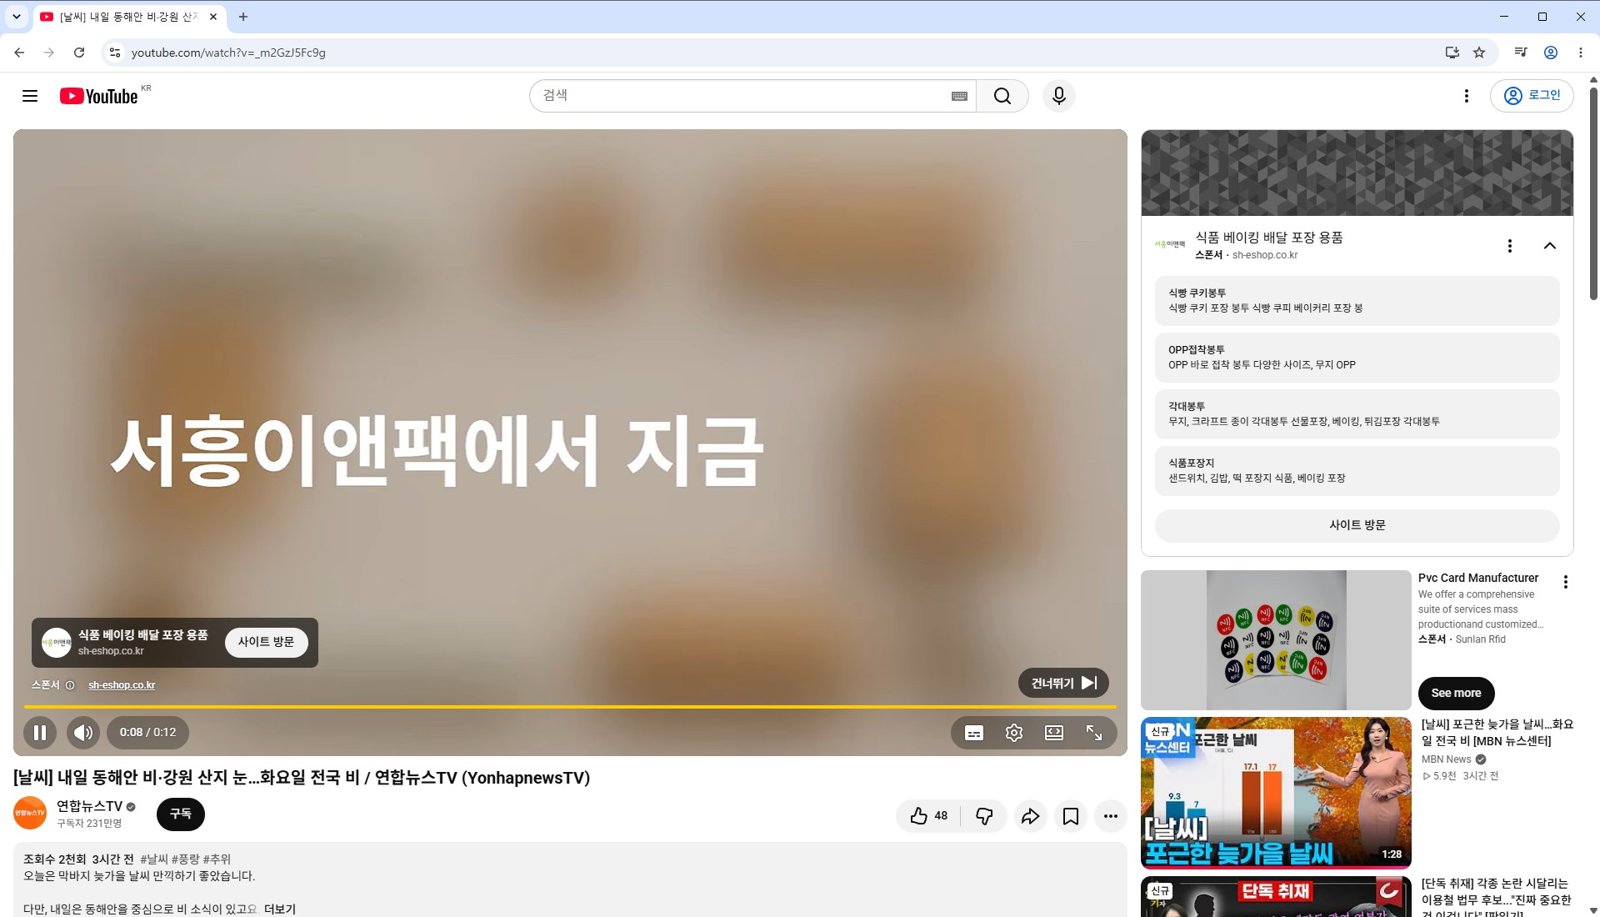 [날씨] 내일 동해안 비·강원 산지
youtube.com/watch?v=_m2GzJ5Fc9g
YouTube KR
검색
로그인
서흥이앤팩에서 지금
식품 베이킹 배달 포장 용품
sh-eshop.co.kr
사이트 방문
스폰서
sh-eshop.co.kr
건너뛰기
0:08 / 0:12
[날씨] 내일 동해안 비·강원 산지 눈...화요일 전국 비 / 연합뉴스TV (YonhapnewsTV)
연합뉴스TV
연합뉴스TV
구독자 231만명
구독
48
조회수 2천회 3시간 전 #날씨 #풍랑 #추위
오늘은 막바지 늦가을 날씨 만끽하기 좋았습니다.
다만, 내일은 동해안을 중심으로 비 소식이 있고요 더보기
서흥이앤팩
식품 베이킹 배달 포장 용품
스폰서 · sh-eshop.co.kr
식빵 쿠키봉투
식빵 쿠키 포장 봉투 식빵 쿠피 베이커리 포장 봉
OPP접착봉투
OPP 바로 접착 봉투 다양한 사이즈, 무지 OPP
각대봉투
무지, 크라프트 종이 각대봉투 선물포장, 베이킹, 튀김포장 각대봉투
식품포장지
샌드위치, 김밥, 떡 포장지 식품, 베이킹 포장
사이트 방문
Pvc Card Manufacturer
We offer a comprehensive
suite of services mass
productionand customized...
스폰서 · Sunlan Rfid
See more
신규
뉴스센터
포근한 날씨
17.1
17
9.3
7
[날씨]
포근한 늦가을 날씨
1:28
[날씨] 포근한 늦가을 날씨...화요
일 전국 비 [MBN 뉴스센터]
MBN News
5.9천 3시간 전
신규
단독 취재
[단독 취재] 각종 논란 시달리는
이용철 법무 후보..."진짜 중요한